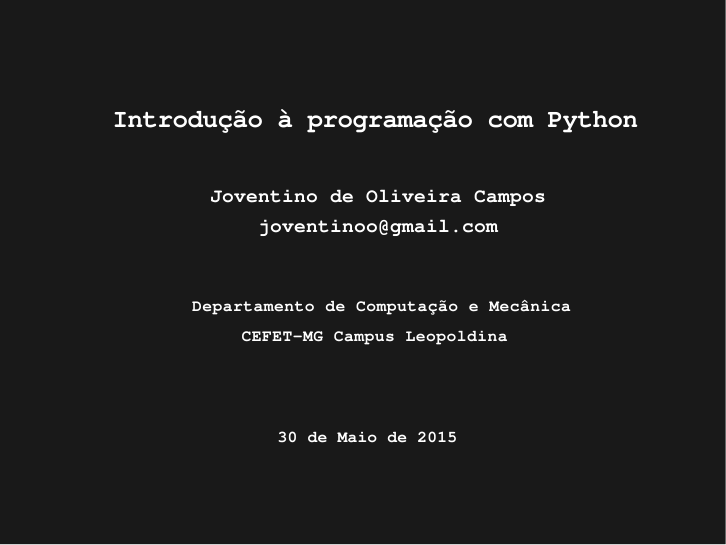 Introdução à programação com Python
Joventino de Oliveira Campos
joventinoo@gmail.com
Departamento de Computação e Mecânica
CEFET-MG Campus Leopoldina
30 de Maio de 2015